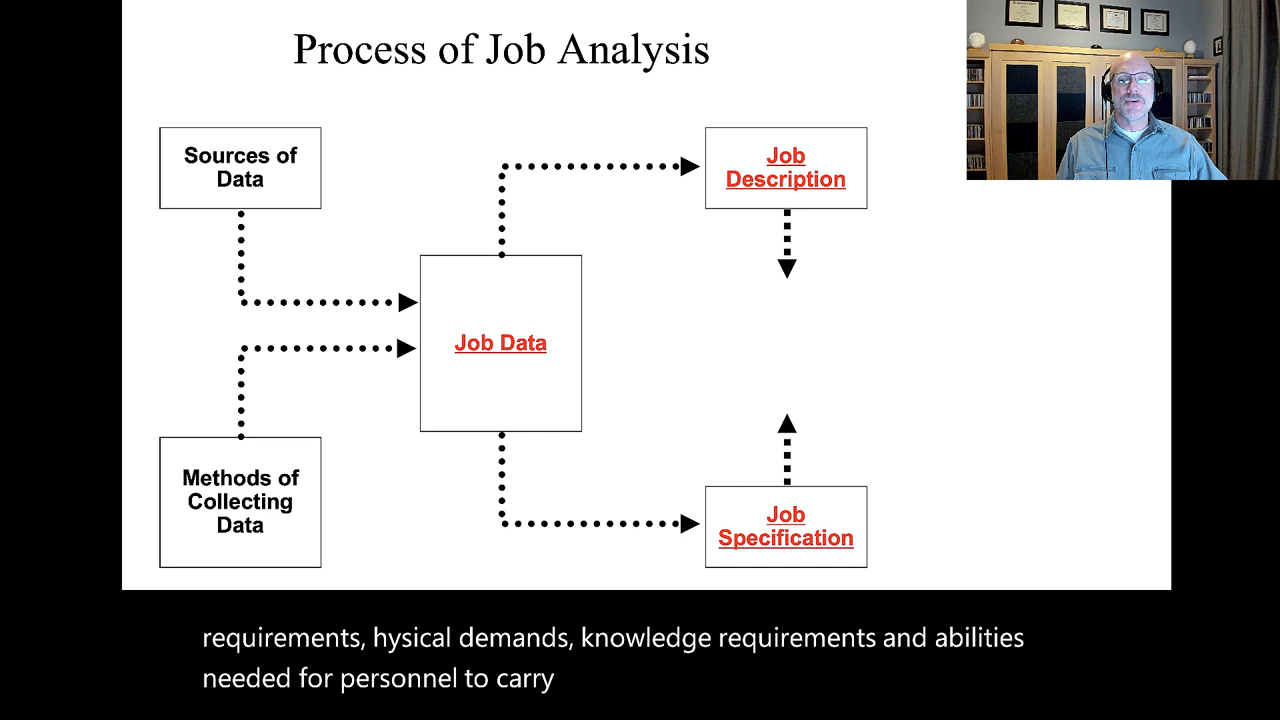 Process of Job Analysis
Sources of
Data
Job
Description
Job Data
Methods of
Collecting
Data
Job
Specification
requirements, hysical demands, knowledge requirements and abilities
needed for personnel to carry